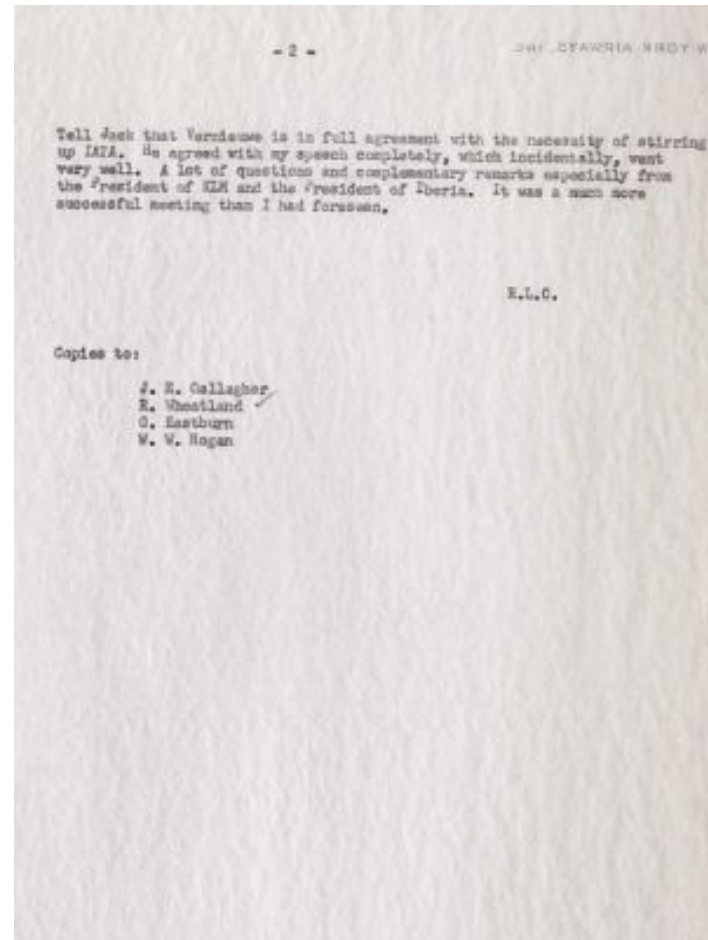 - 2 -
Tell Jack that Vernieuwe is in full agreement with the necessity of stirring
up IATA. He agreed with my speech completely, which incidentally, went
very well. A lot of questions and complementary remarks especially from
the President of KLM and the President of Iberia. It was a much more
successful meeting than I had foreseen.
R.L.C.
Copies to:
J. E. Gallagher
R. Wheatland
C. Eastburn
W. W. Hogan